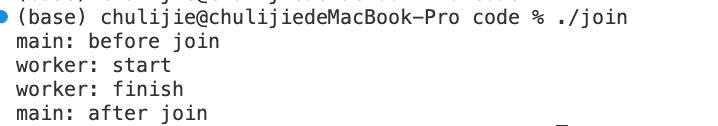 (base) chulijie@chulijiedeMacBook-Pro code % ./join
main: before join
worker: start
worker: finish
main: after join